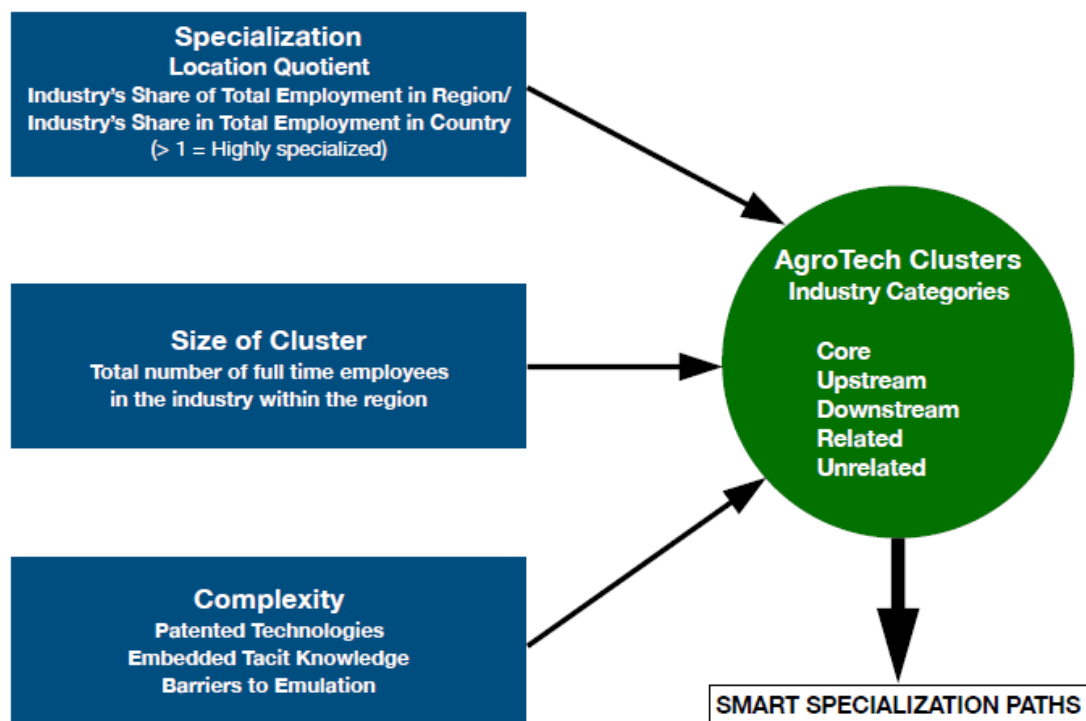 Specialization
Location Quotient
Industry's Share of Total Employment in Region/
Industry's Share in Total Employment in Country
(> 1 = Highly specialized)
Size of Cluster
Total number of full time employees
in the industry within the region
Complexity
Patented Technologies
Embedded Tacit Knowledge
Barriers to Emulation
AgroTech Clusters
Industry Categories
Core
Upstream
Downstream
Related
Unrelated
SMART SPECIALIZATION PATHS